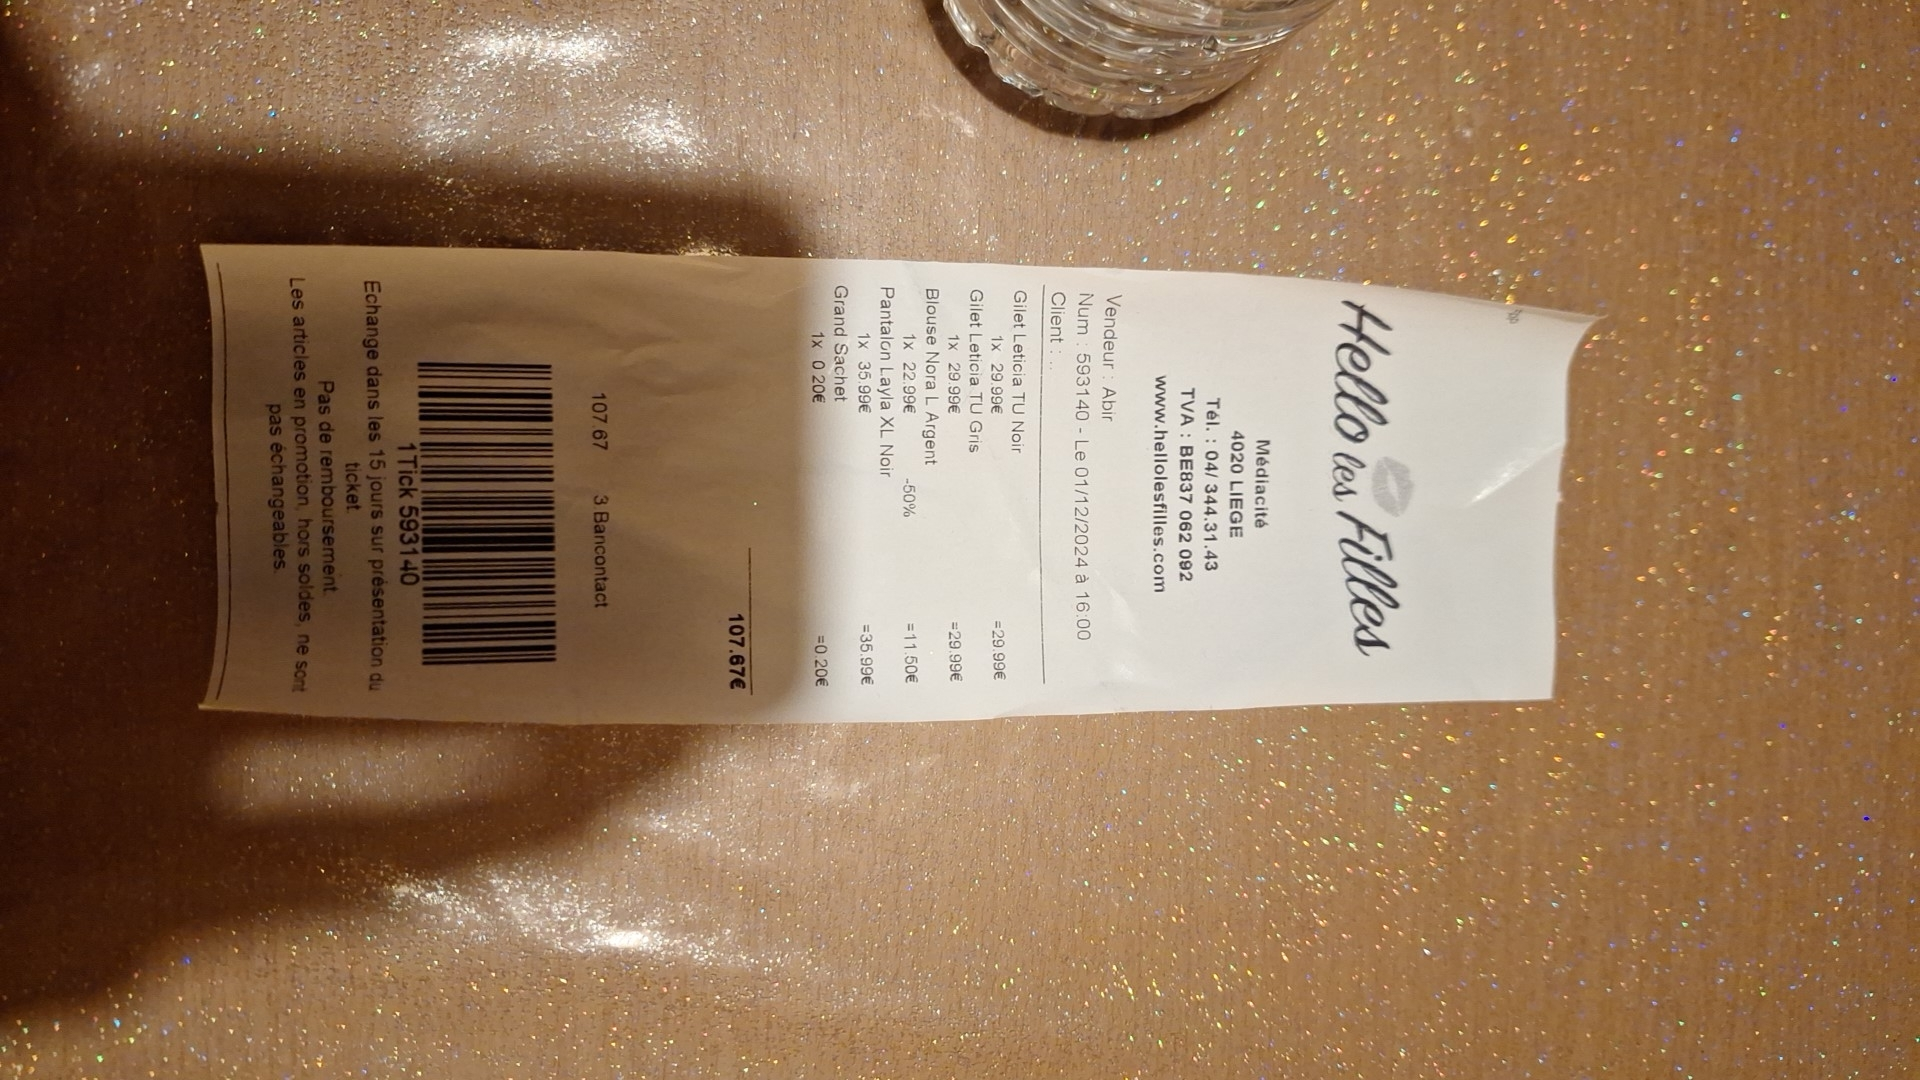 Hello les Filles
Médiacité
4020 LIEGE
Tél. : 04/ 344.31.43
TVA : BE837 062 092
www.hellolesfilles.com
Vendeur : Abir
Num : 593140 - Le 01/12/2024 à 16:00
Client : ..
Gilet Leticia TU Noir
1x 29.99€ =29.99€
Gilet Leticia TU Gris
1x 29.99€ =29.99€
Blouse Nora L Argent
1x 22.99€ -50% =11.50€
Pantalon Layla XL Noir
1x 35.99€ =35.99€
Grand Sachet
1x 0.20€ =0.20€
107.67€
107.67 3 Bancontact
1Tick 593140
Echange dans les 15 jours sur présentation du
ticket.
Pas de remboursement.
Les articles en promotion, hors soldes, ne sont
pas échangeables.